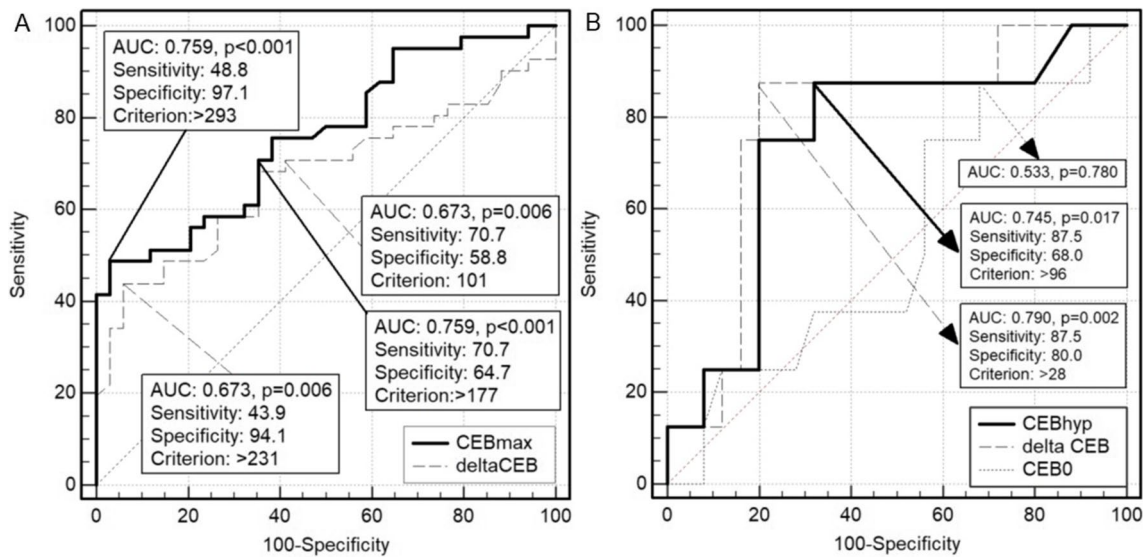 A
100
80
60
40
20
0
Sensitivity
AUC: 0.759, p<0.001
Sensitivity: 48.8
Specificity: 97.1
Criterion:>293
AUC: 0.673, p=0.006
Sensitivity: 70.7
Specificity: 58.8
Criterion: 101
AUC: 0.759, p<0.001
Sensitivity: 70.7
Specificity: 64.7
Criterion:>177
AUC: 0.673, p=0.006
Sensitivity: 43.9
Specificity: 94.1
Criterion: >231
CEBmax
deltaCEB
0 20 40 60 80 100
100-Specificity
B
100
80
60
40
20
0
Sensitivity
AUC: 0.533, p=0.780
AUC: 0.745, p=0.017
Sensitivity: 87.5
Specificity: 68.0
Criterion: >96
AUC: 0.790, p=0.002
Sensitivity: 87.5
Specificity: 80.0
Criterion: >28
CEBhyp
delta CEB
CEB0
0 20 40 60 80 100
100-Specificity